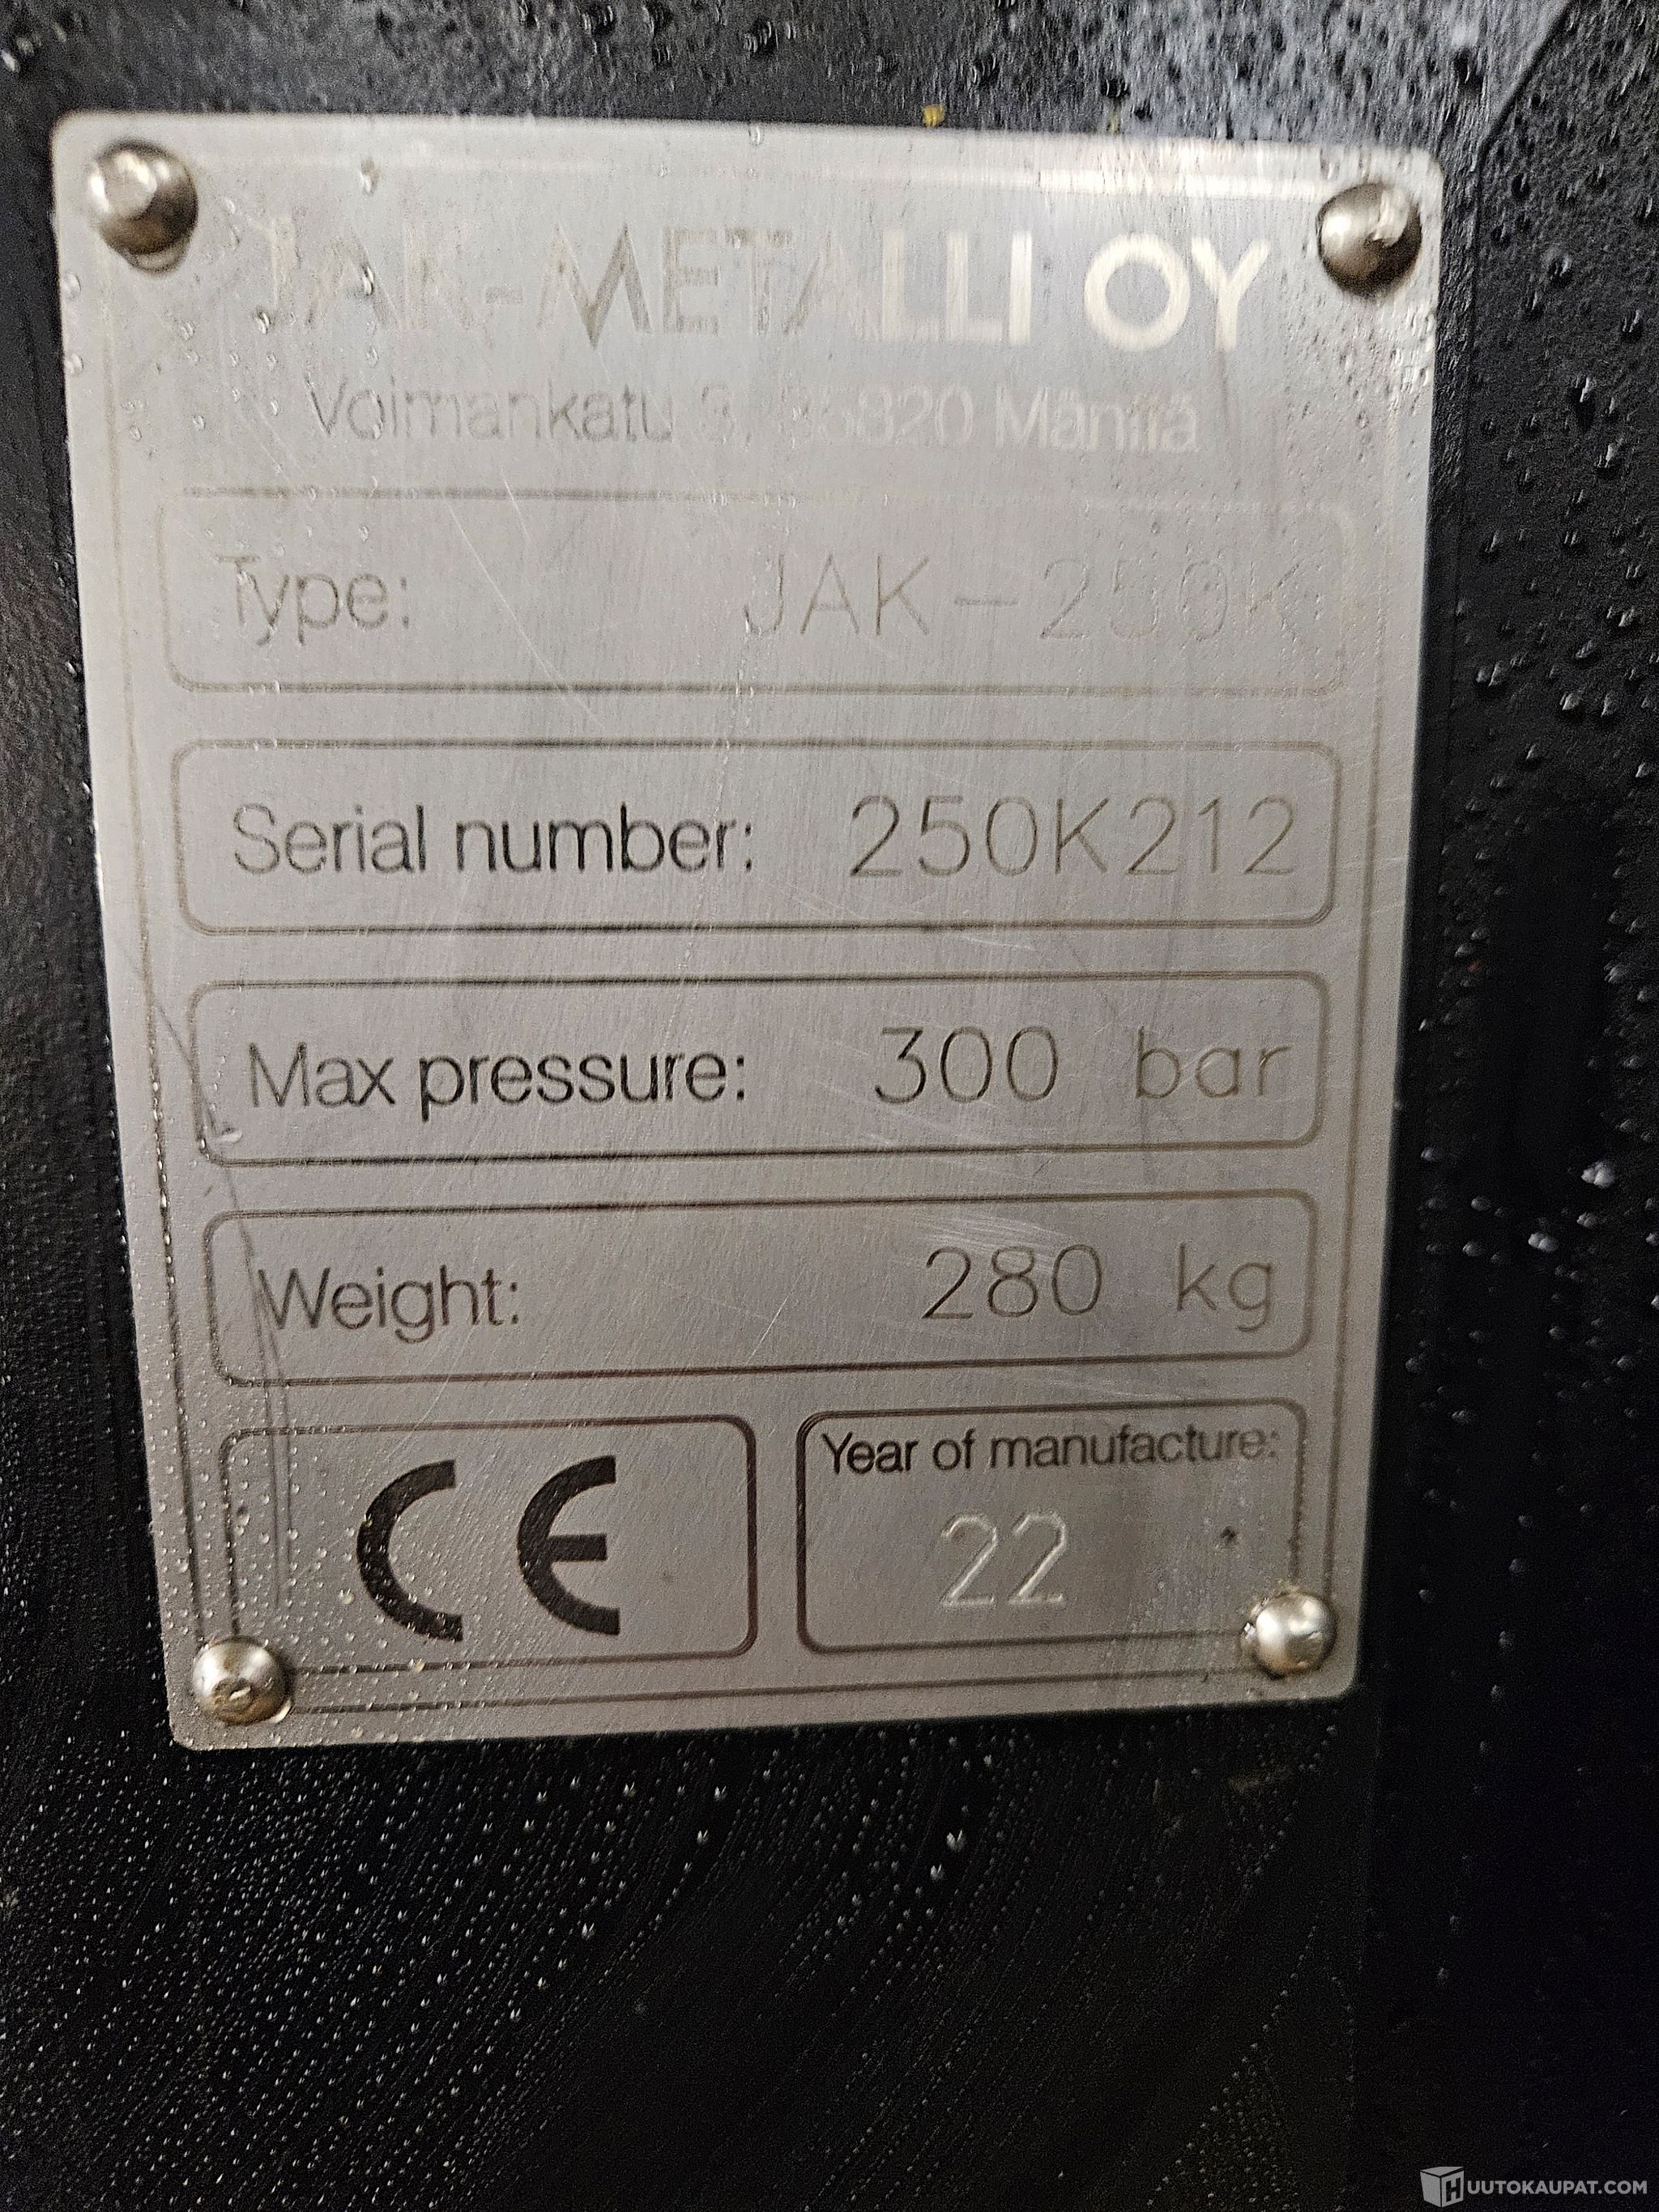 JAK-METALLI OY
Voimankatu 3, 35820 Mänttä
Type: JAK-250K
Serial number: 250K212
Max pressure: 300 bar
Weight: 280 kg
CE
Year of manufacture:
22
HUUTOKAUPAT.COM